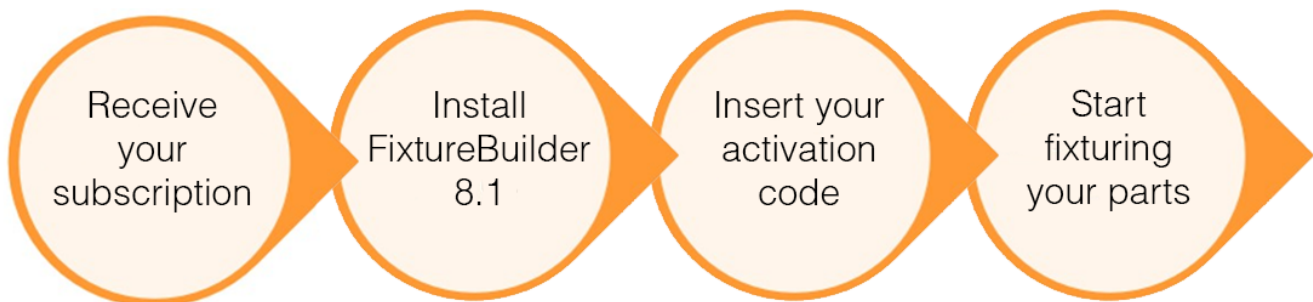 Receive
your
subscription
Install
FixtureBuilder
8.1
Insert your
activation
code
Start
fixturing
your parts